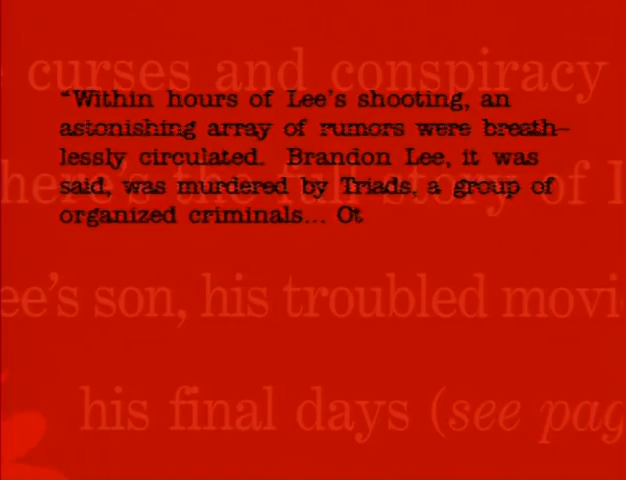 curses and conspiracy
"Within hours of Lee's shooting, an
astonishing array of rumors were breath-
lessly circulated. Brandon Lee, it was
said, was murdered by Triads, a group of
organized criminals... Ot
here's the full story of
ee's son, his troubled movi
his final days (see pag